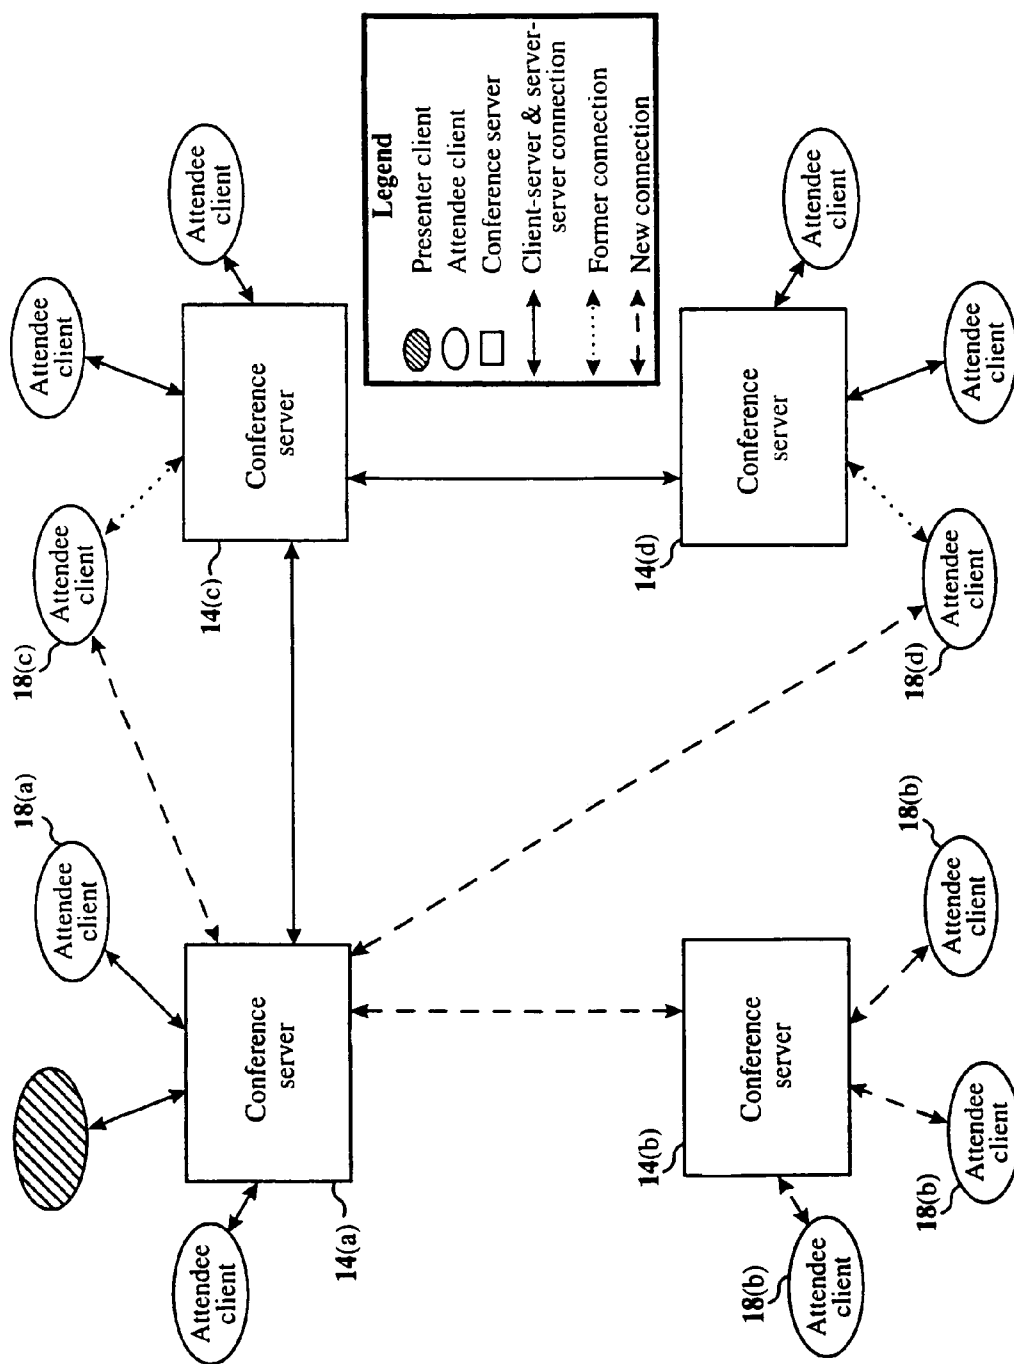 Attendee
client
18(a)
Attendee
client
18(c)
Attendee
client
Attendee
client
Attendee
client
Attendee
client
Conference
server
14(a)
Conference
server
14(c)
Legend
Presenter client
Attendee client
Conference server
Client-server & server-
server connection
Former connection
New connection
Attendee
client
18(b)
Conference
server
14(b)
Attendee
client
18(b)
Attendee
client
18(b)
Conference
server
14(d)
Attendee
client
18(d)
Attendee
client
Attendee
client